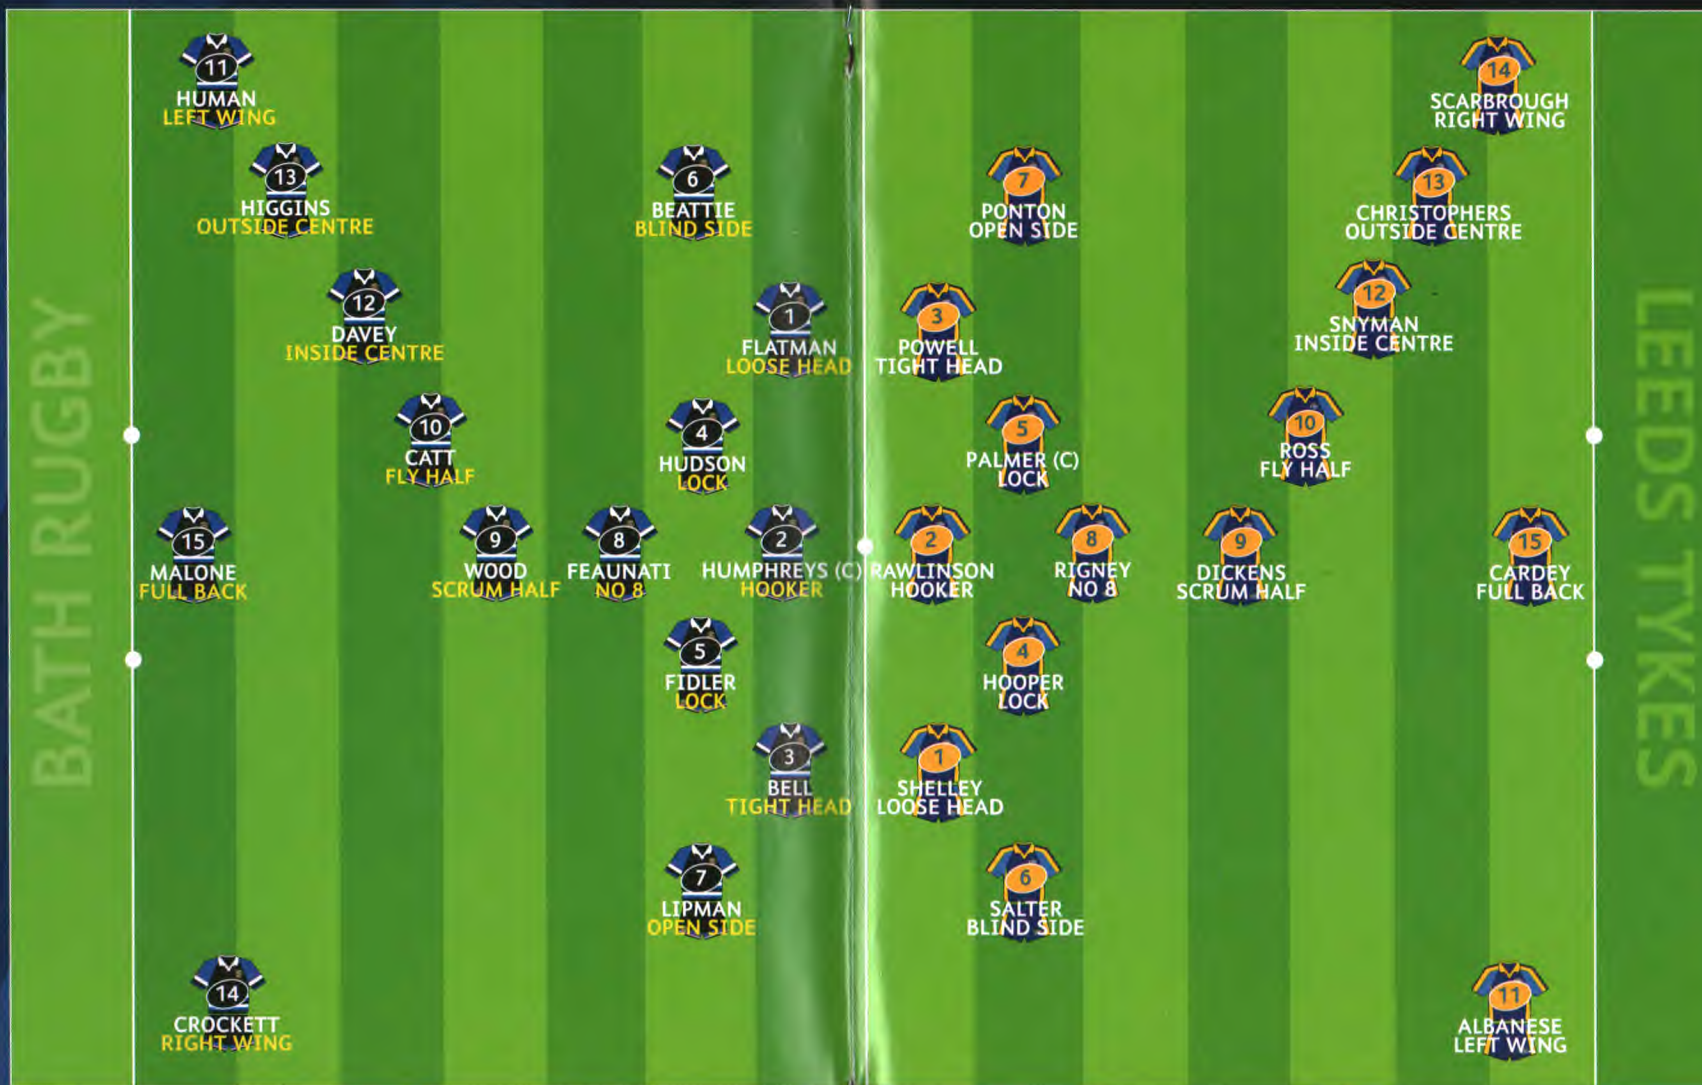 BATH RUGBY
11
HUMAN
LEFT WING
13
HIGGINS
OUTSIDE CENTRE
12
DAVEY
INSIDE CENTRE
10
CATT
FLY HALF
15
MALONE
FULL BACK
9
WOOD
SCRUM HALF
14
CROCKETT
RIGHT WING
6
BEATTIE
BLIND SIDE
1
FLATMAN
LOOSE HEAD
4
HUDSON
LOCK
8
FEAUNATI
NO 8
2
HUMPHREYS (C)
HOOKER
5
FIDLER
LOCK
3
BELL
TIGHT HEAD
7
LIPMAN
OPEN SIDE
7
PONTON
OPEN SIDE
3
POWELL
TIGHT HEAD
5
PALMER (C)
LOCK
2
RAWLINSON
HOOKER
8
RIGNEY
NO 8
4
HOOPER
LOCK
1
SHELLEY
LOOSE HEAD
6
SALTER
BLIND SIDE
14
SCARBROUGH
RIGHT WING
13
CHRISTOPHERS
OUTSIDE CENTRE
12
SNYMAN
INSIDE CENTRE
10
ROSS
FLY HALF
9
DICKENS
SCRUM HALF
15
CARDEY
FULL BACK
11
ALBANESE
LEFT WING
LEEDS TYKES